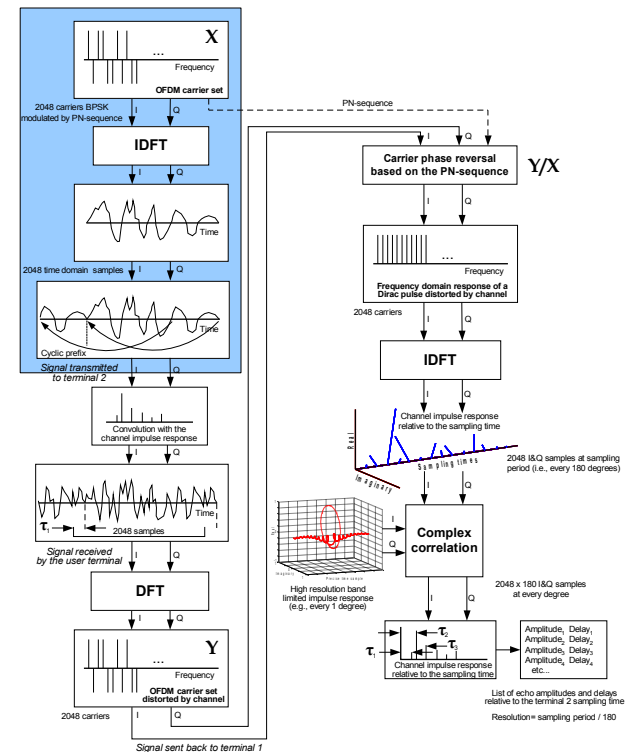 X
...
Frequency
OFDM carrier set
2048 carriers BPSK
modulated by PN-sequence
I
Q
PN-sequence
IDFT
I
Q
Time
2048 time domain samples
I
Q
Time
Cyclic prefix
Signal transmitted
to terminal 2
I
Q
Convolution with the
channel impulse response
I
Q
Time
τ1
2048 samples
Signal received
by the user terminal
I
Q
DFT
I
Q
Y
...
Frequency
OFDM carrier set
distorted by channel
2048 carriers
I
Q
Signal sent back to terminal 1
I
Q
Carrier phase reversal
based on the PN-sequence
Y/X
I
Q
...
Frequency
Frequency domain response of a
Dirac pulse distorted by channel
2048 carriers
I
Q
IDFT
I
Q
Channel impulse response
relative to the sampling time
Real
Imaginary
Sampling times
2048 I&Q samples at sampling
period (i.e., every 180 degrees)
I
Q
I
Q
Complex
correlation
High resolution band
limited impulse response
(e.g., every 1 degree)
2048 x 180 I&Q samples
at every degree
I
Q
τ2
τ3
τ1
Channel impulse response
relative to the sampling time
Amplitude1 Delay1
Amplitude2 Delay2
Amplitude3 Delay3
Amplitude4 Delay4
etc...
List of echo amplitudes and delays
relative to the terminal 2 sampling time
Resolution= sampling period / 180